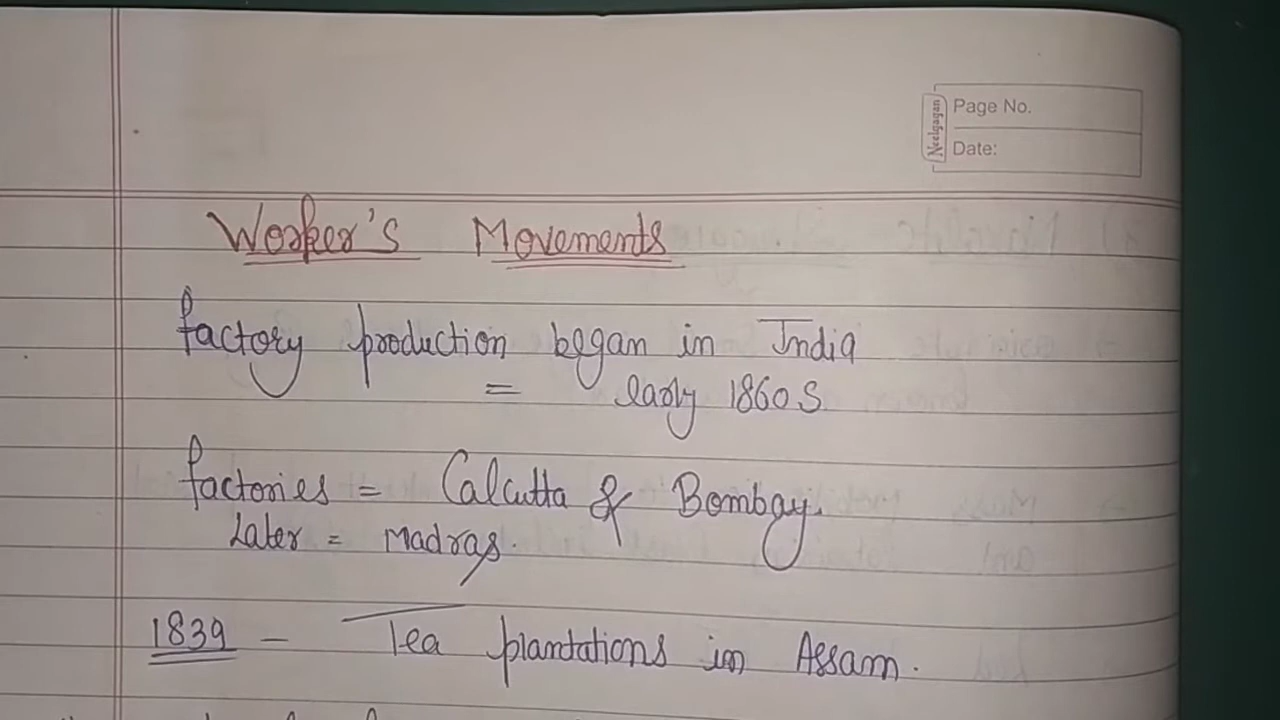 Neelgagan
Page No.
Date:
Worker's Movements
factory production began in India
= early 1860s
factories = Calcutta & Bombay.
Later = Madras.
1839 - Tea plantations in Assam.